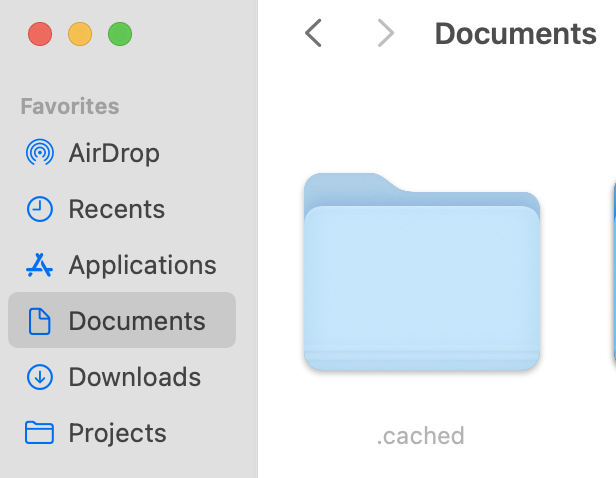 Documents
Favorites
AirDrop
Recents
Applications
Documents
Downloads
Projects
.cached